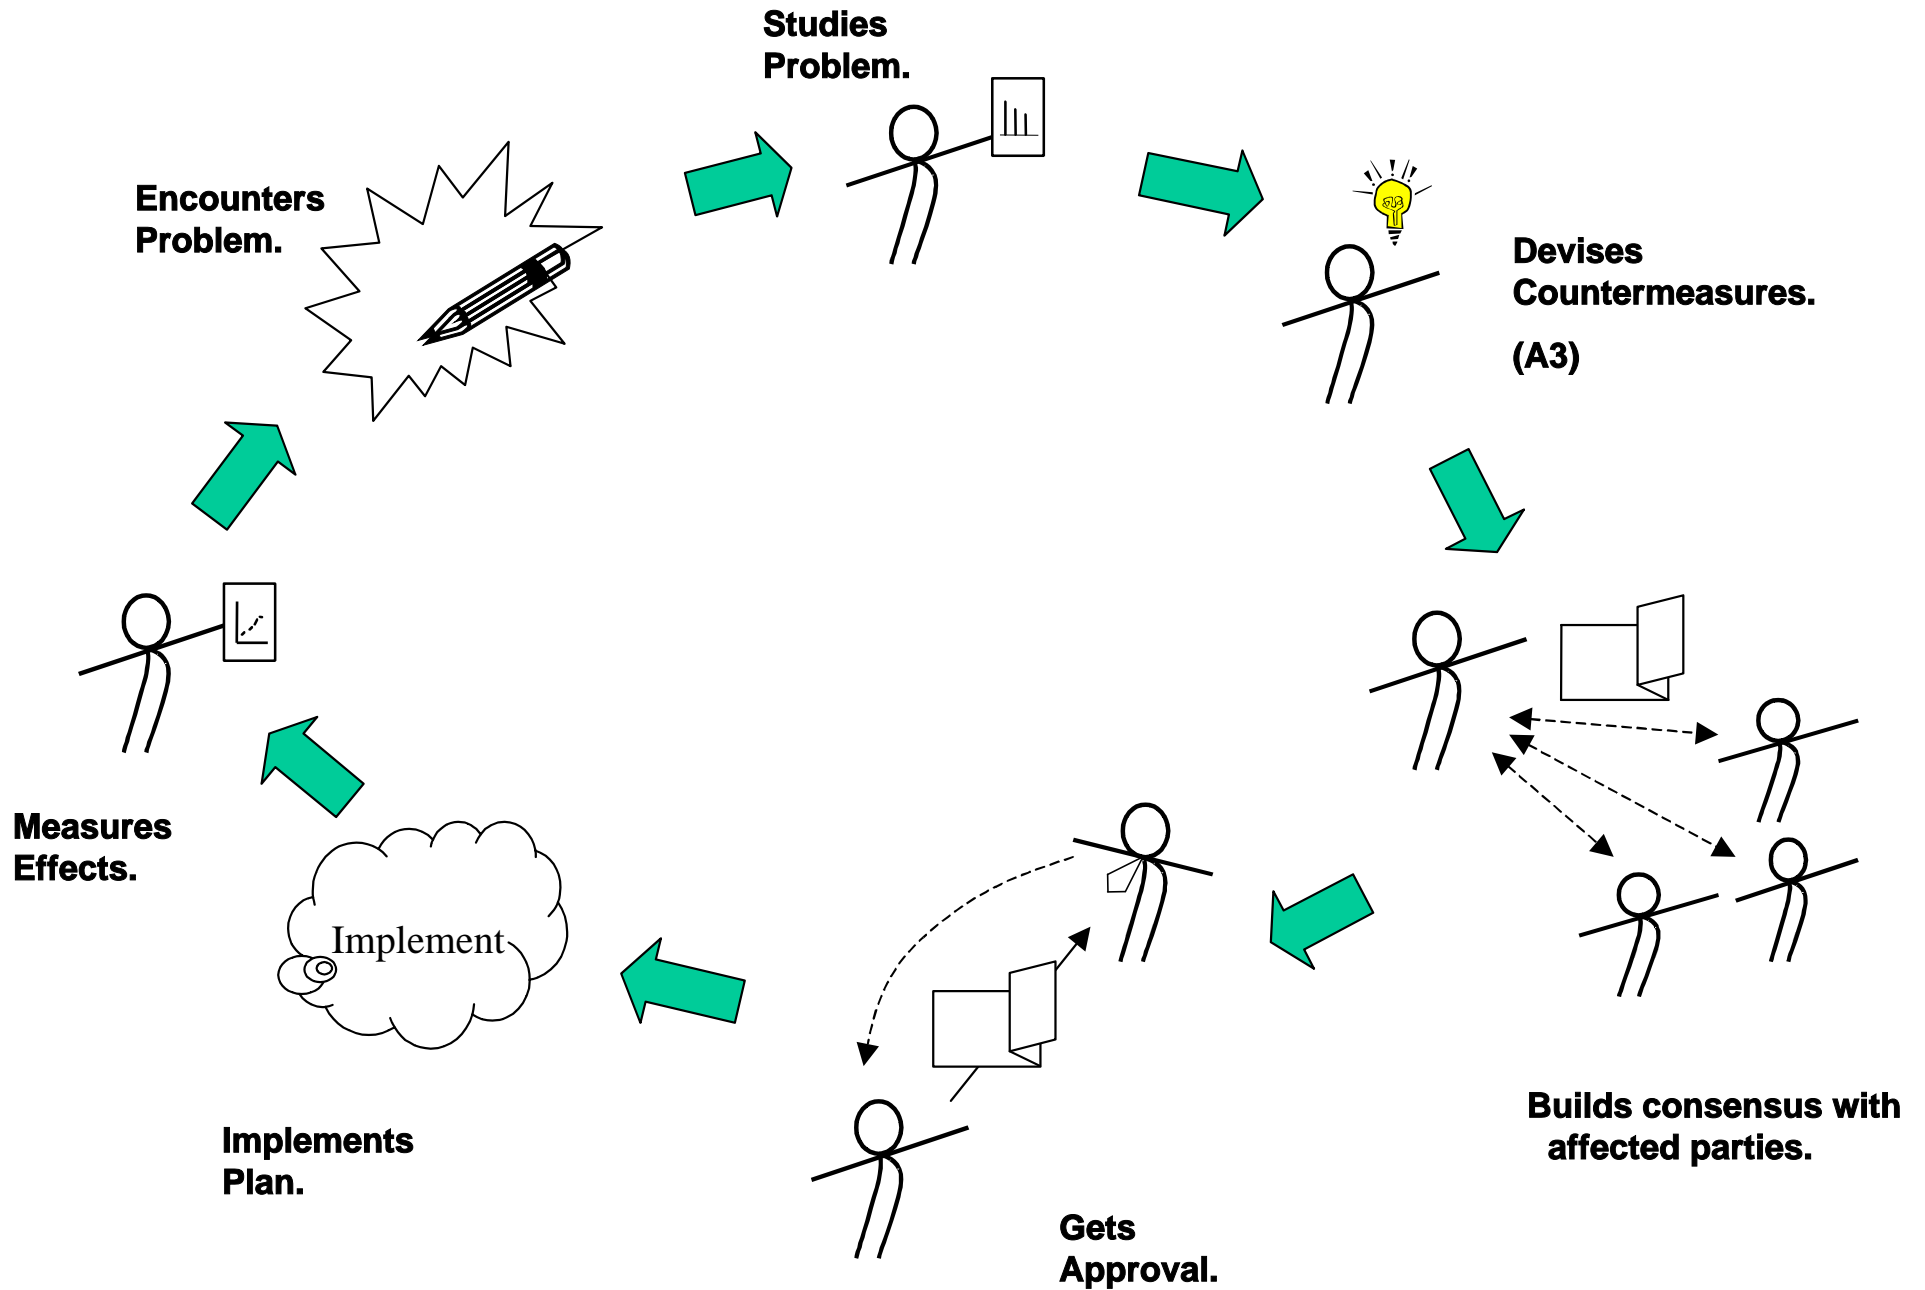 Studies
Problem.
Encounters
Problem.
Devises
Countermeasures.
(A3)
Builds consensus with
affected parties.
Gets
Approval.
Implement
Implements
Plan.
Measures
Effects.